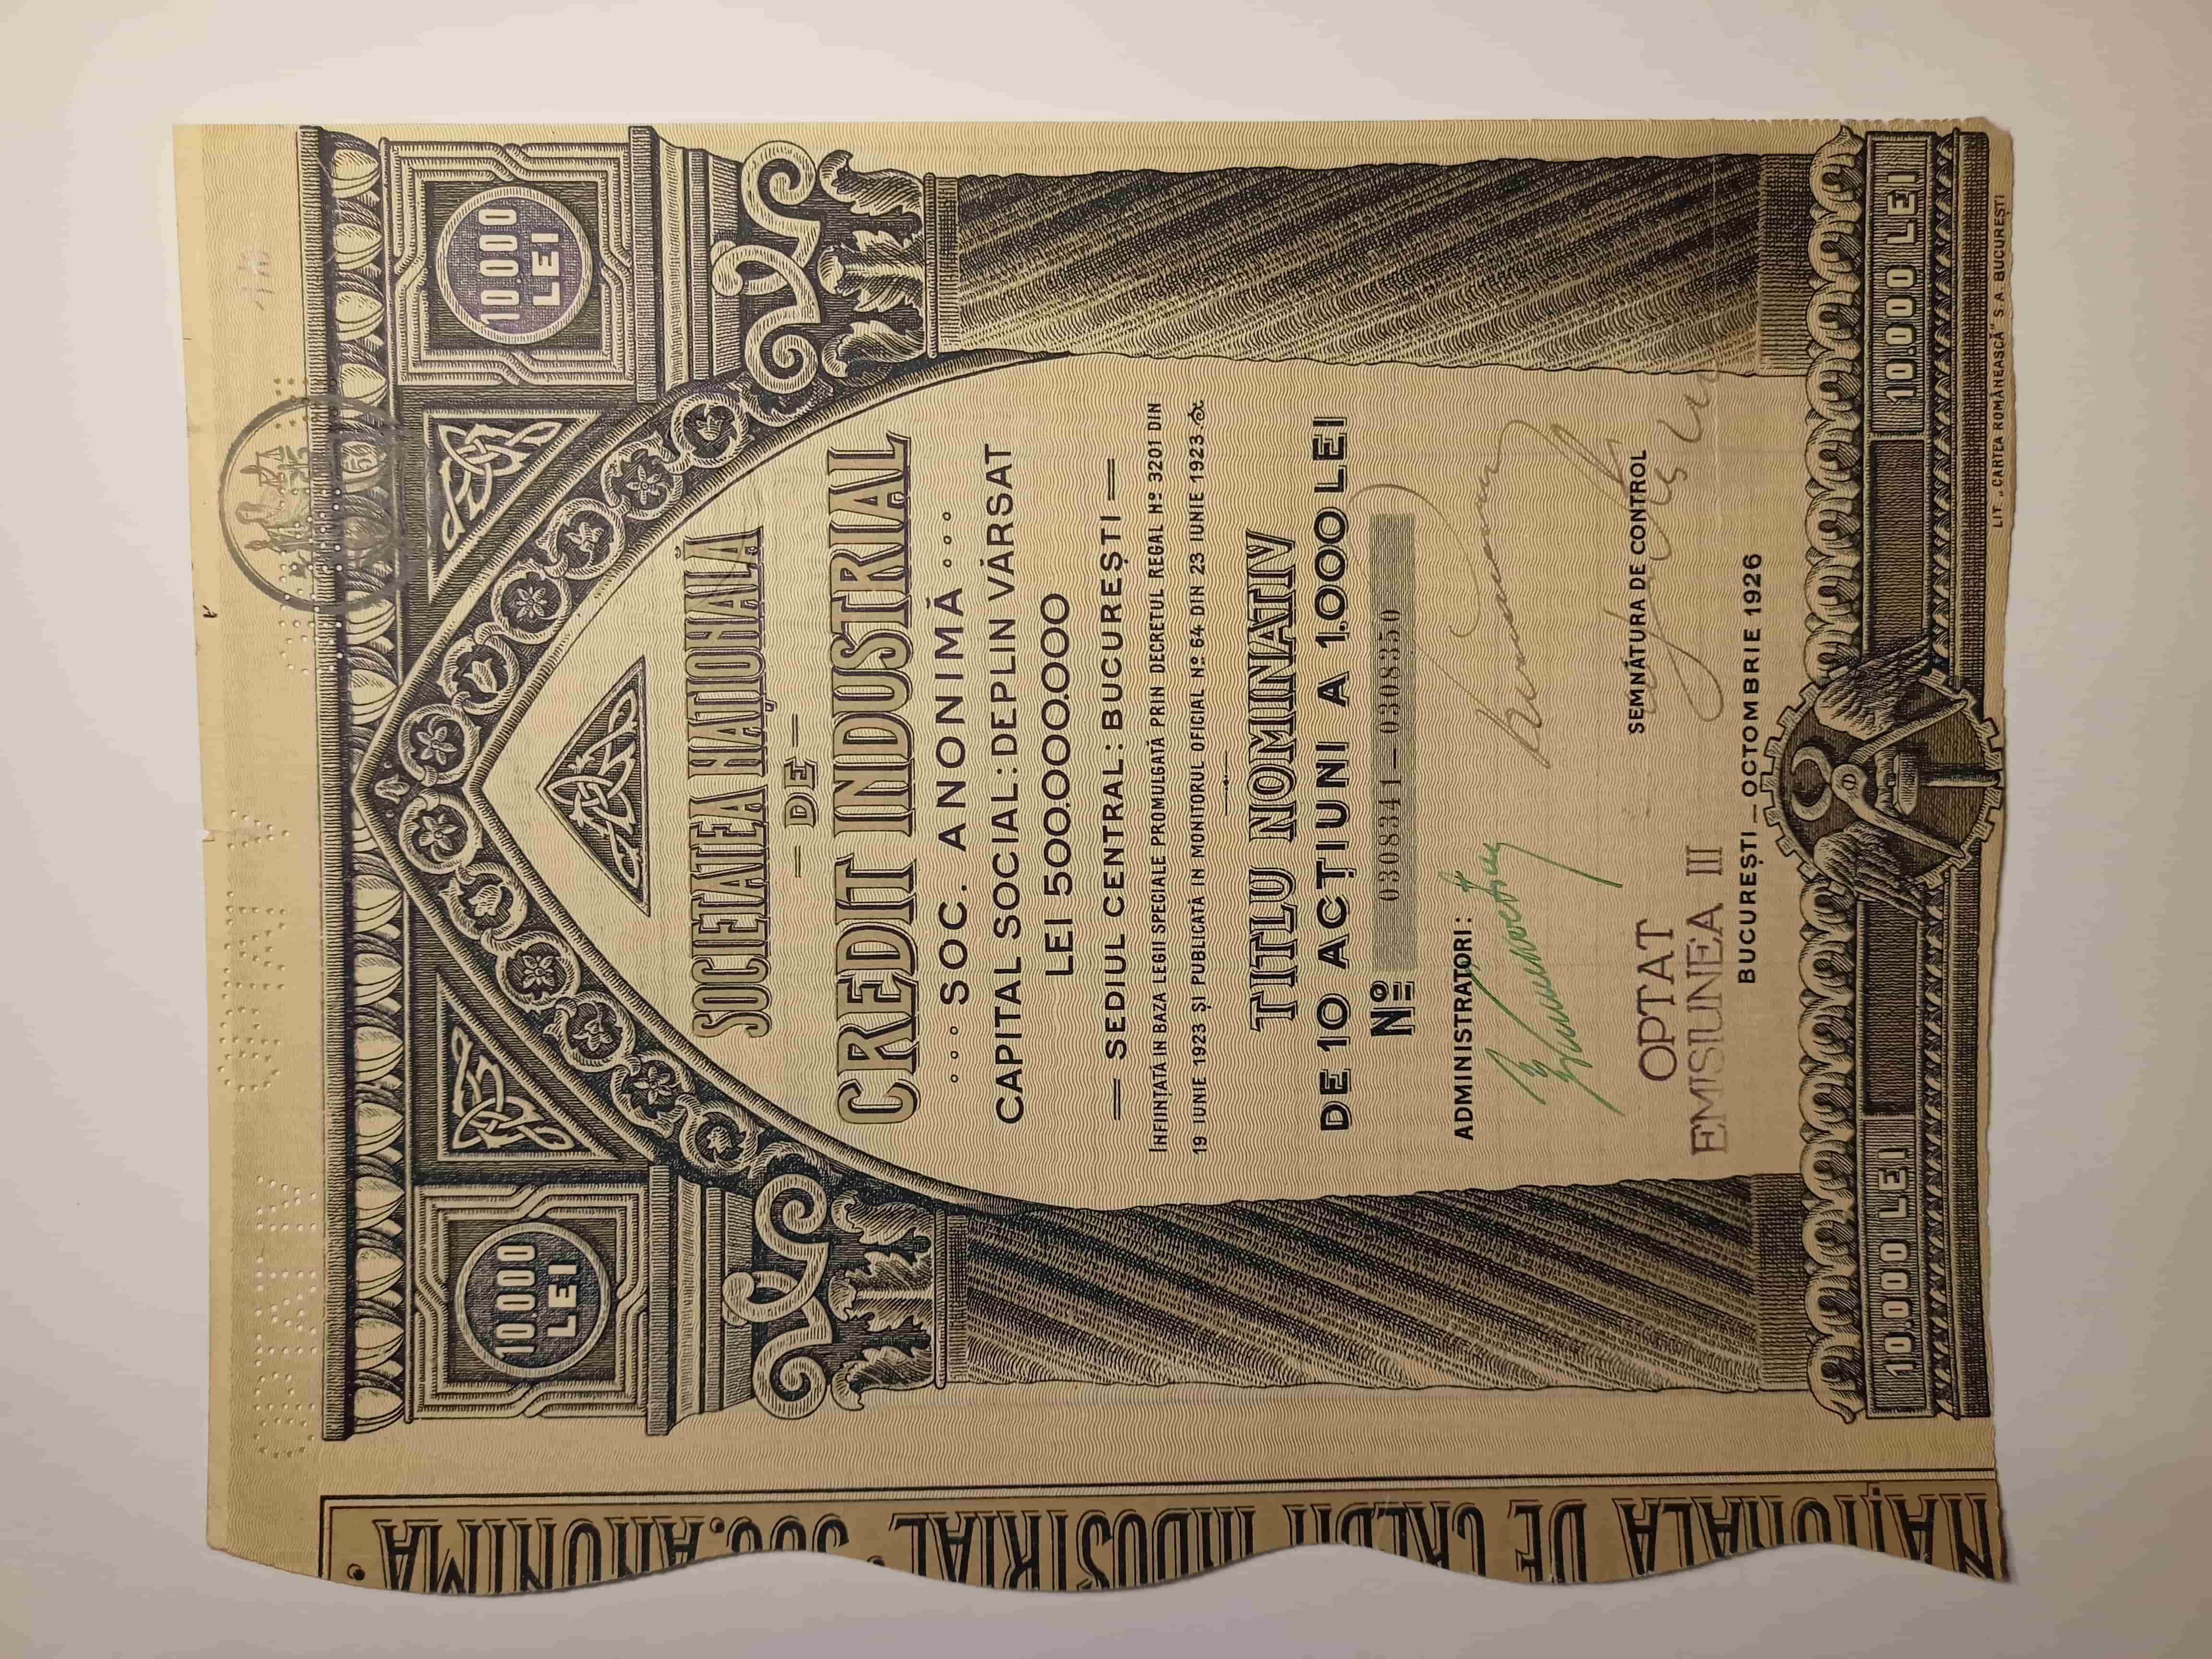 10.000
LEI
10.000
LEI
SOCIETATEA NAȚIONALĂ
— DE —
CREDIT INDUSTRIAL
SOC. ANONIMĂ
CAPITAL SOCIAL: DEPLIN VĂRSAT
LEI 500.000.000
— SEDIUL CENTRAL: BUCUREȘTI —
ÎNFIINȚATĂ IN BAZA LEGII SPECIALE PROMULGATĂ PRIN DECRETUL REGAL Nº 3201 DIN
19 IUNIE 1923 ȘI PUBLICATĂ IN MONITORUL OFICIAL Nº 64 DIN 23 IUNIE 1923
TITLU NOMINATIV
DE 10 ACȚIUNI A 1.000 LEI
Nº 0308341 — 0308350
ADMINISTRATORI:
SEMNĂTURA DE CONTROL
OPTAT
EMISIUNEA III
BUCUREȘTI — OCTOMBRIE 1926
10.000 LEI
10.000 LEI
LIT. „CARTEA ROMÂNEASCĂ" S.A. BUCUREȘTI
NAȚIONALĂ DE CREDIT INDUSTRIAL" SOC. ANONIMĂ